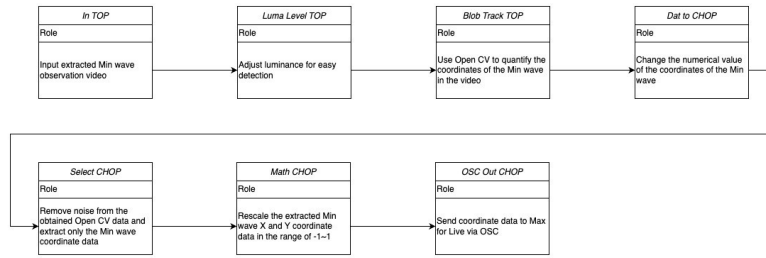 In TOP
Role
Input extracted Min wave
observation video
Luma Level TOP
Role
Adjust luminance for easy
detection
Blob Track TOP
Role
Use Open CV to quantify the
coordinates of the Min wave
in the video
Dat to CHOP
Role
Change the numerical value
of the coordinates of the Min
wave
Select CHOP
Role
Remove noise from the
obtained Open CV data and
extract only the Min wave
coordinate data
Math CHOP
Role
Rescale the extracted Min
wave X and Y coordinate
data in the range of -1~1
OSC Out CHOP
Role
Send coordinate data to Max
for Live via OSC